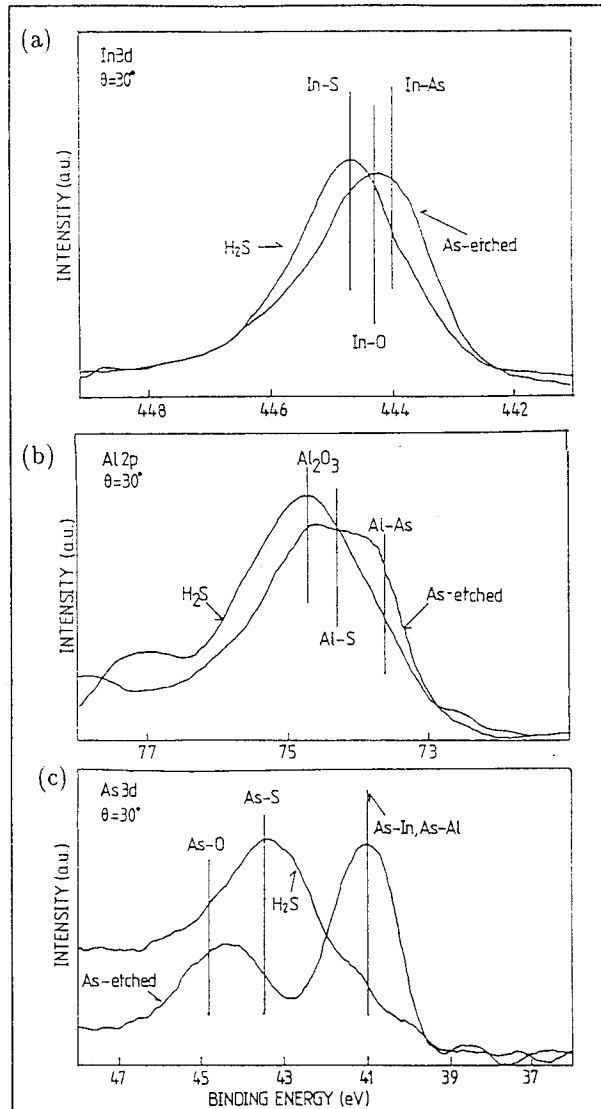 (a)
In3d
θ=30°
In-S
In-As
In-O
H₂S
As-etched
INTENSITY (a.u.)
448 446 444 442
(b)
Al 2p
θ=30°
Al₂O₃
Al-As
Al-S
H₂S
As-etched
INTENSITY (a.u.)
77 75 73
(c)
As3d
θ=30°
As-O
As-S
As-In, As-Al
H₂S
As-etched
INTENSITY (a.u.)
47 45 43 41 39 37
BINDING ENERGY (eV)